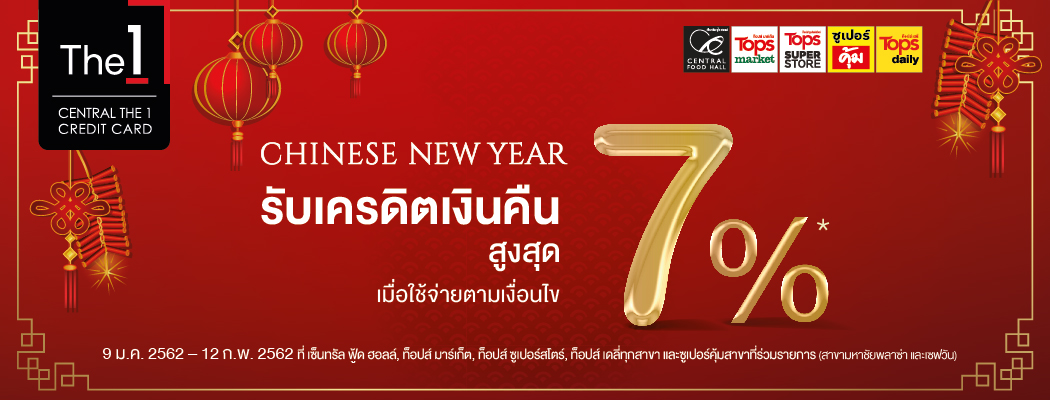 The1
CENTRAL THE 1
CREDIT CARD
CENTRAL
FOOD HALL
Tops
market
Tops
SUPER
STORE
ซูเปอร์
คุ้ม
Tops
daily
CHINESE NEW YEAR
รับเครดิตเงินคืน
สูงสุด
7%*
เมื่อใช้จ่ายตามเงื่อนไข
9 ม.ค. 2562 – 12 ก.พ. 2562 ที่ เซ็นทรัล ฟู้ด ฮอลล์, ท็อปส์ มาร์เก็ต, ท็อปส์ ซูเปอร์สโตร์, ท็อปส์ เดลี่ทุกสาขา และซูเปอร์คุ้มสาขาที่ร่วมรายการ (สาขามหาชัยพลาซ่า และเซฟวัน)